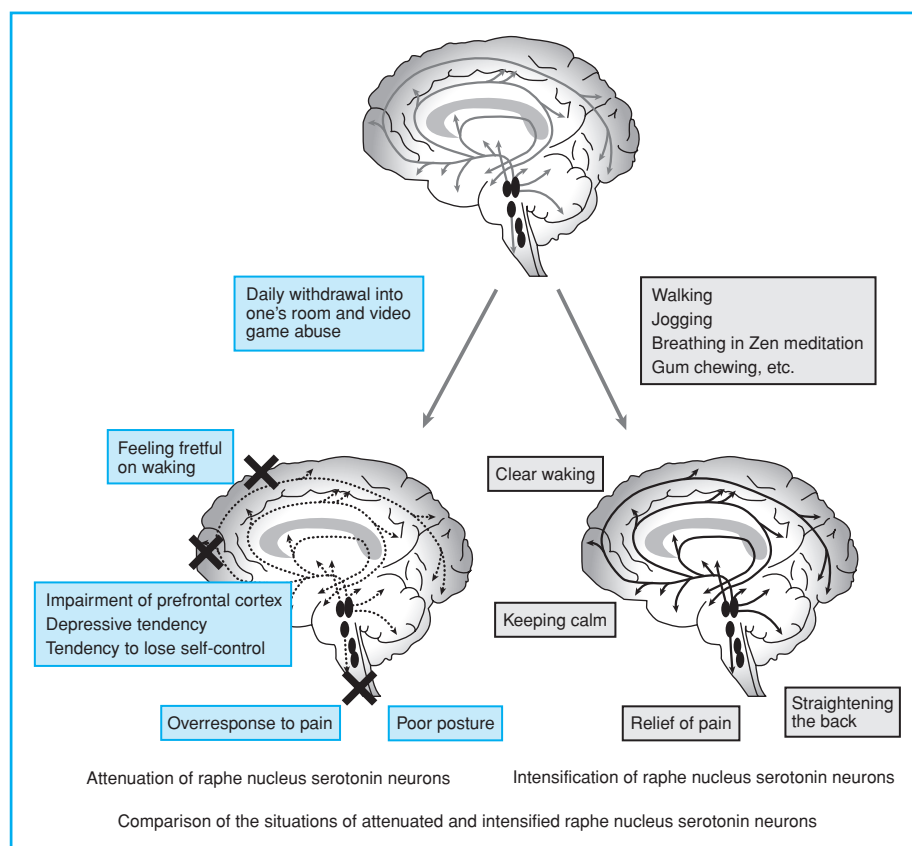 Daily withdrawal into
one's room and video
game abuse
Walking
Jogging
Breathing in Zen meditation
Gum chewing, etc.
Feeling fretful
on waking
Clear waking
Impairment of prefrontal cortex
Depressive tendency
Tendency to lose self-control
Keeping calm
Overresponse to pain
Poor posture
Relief of pain
Straightening
the back
Attenuation of raphe nucleus serotonin neurons
Intensification of raphe nucleus serotonin neurons
Comparison of the situations of attenuated and intensified raphe nucleus serotonin neurons